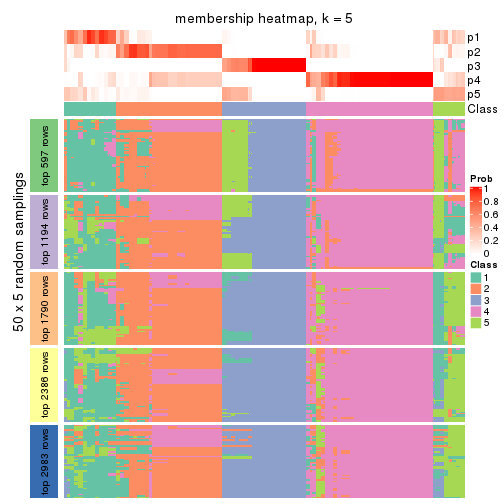 membership heatmap, k = 5
p1
p2
p3
p4
p5
Class
50 x 5 random samplings
top 597 rows
top 1194 rows
top 1790 rows
top 2386 rows
top 2983 rows
Prob
1
0.8
0.6
0.4
0.2
0
Class
1
2
3
4
5